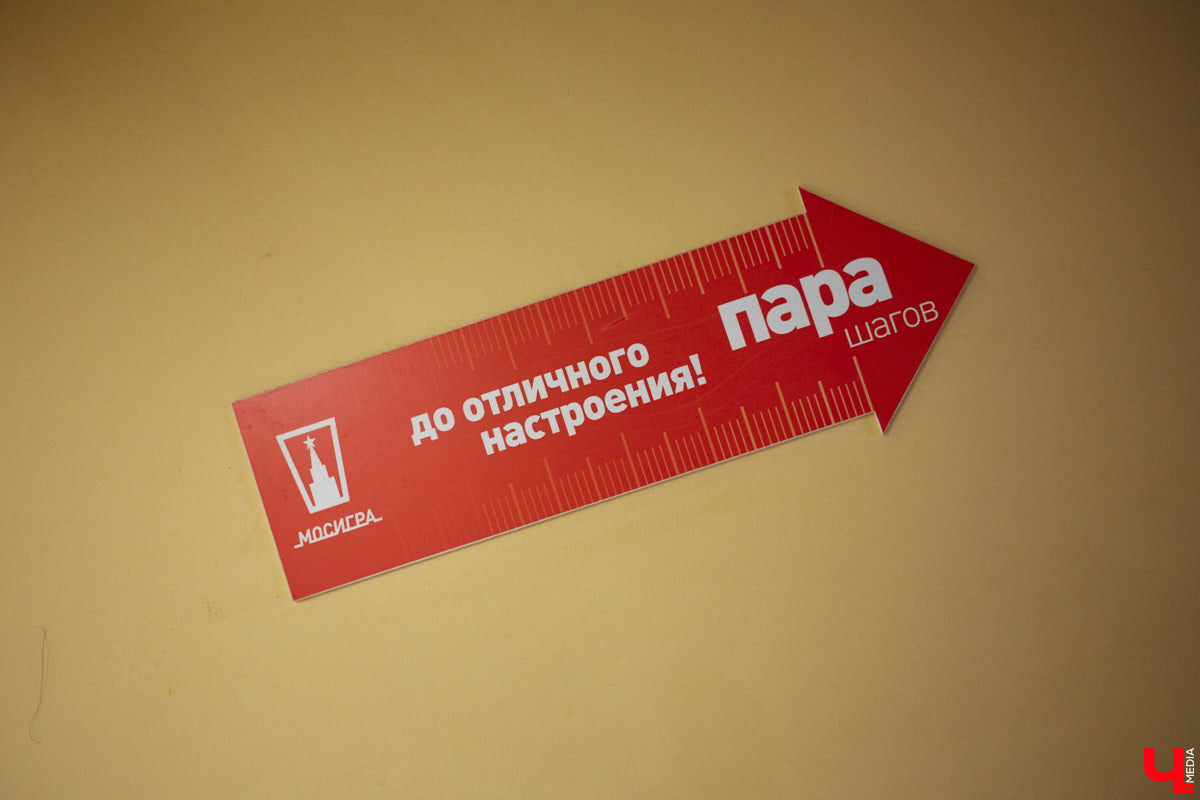 до отличного
настроения!
пара
шагов
МОСИГРА
Ч MEDIA